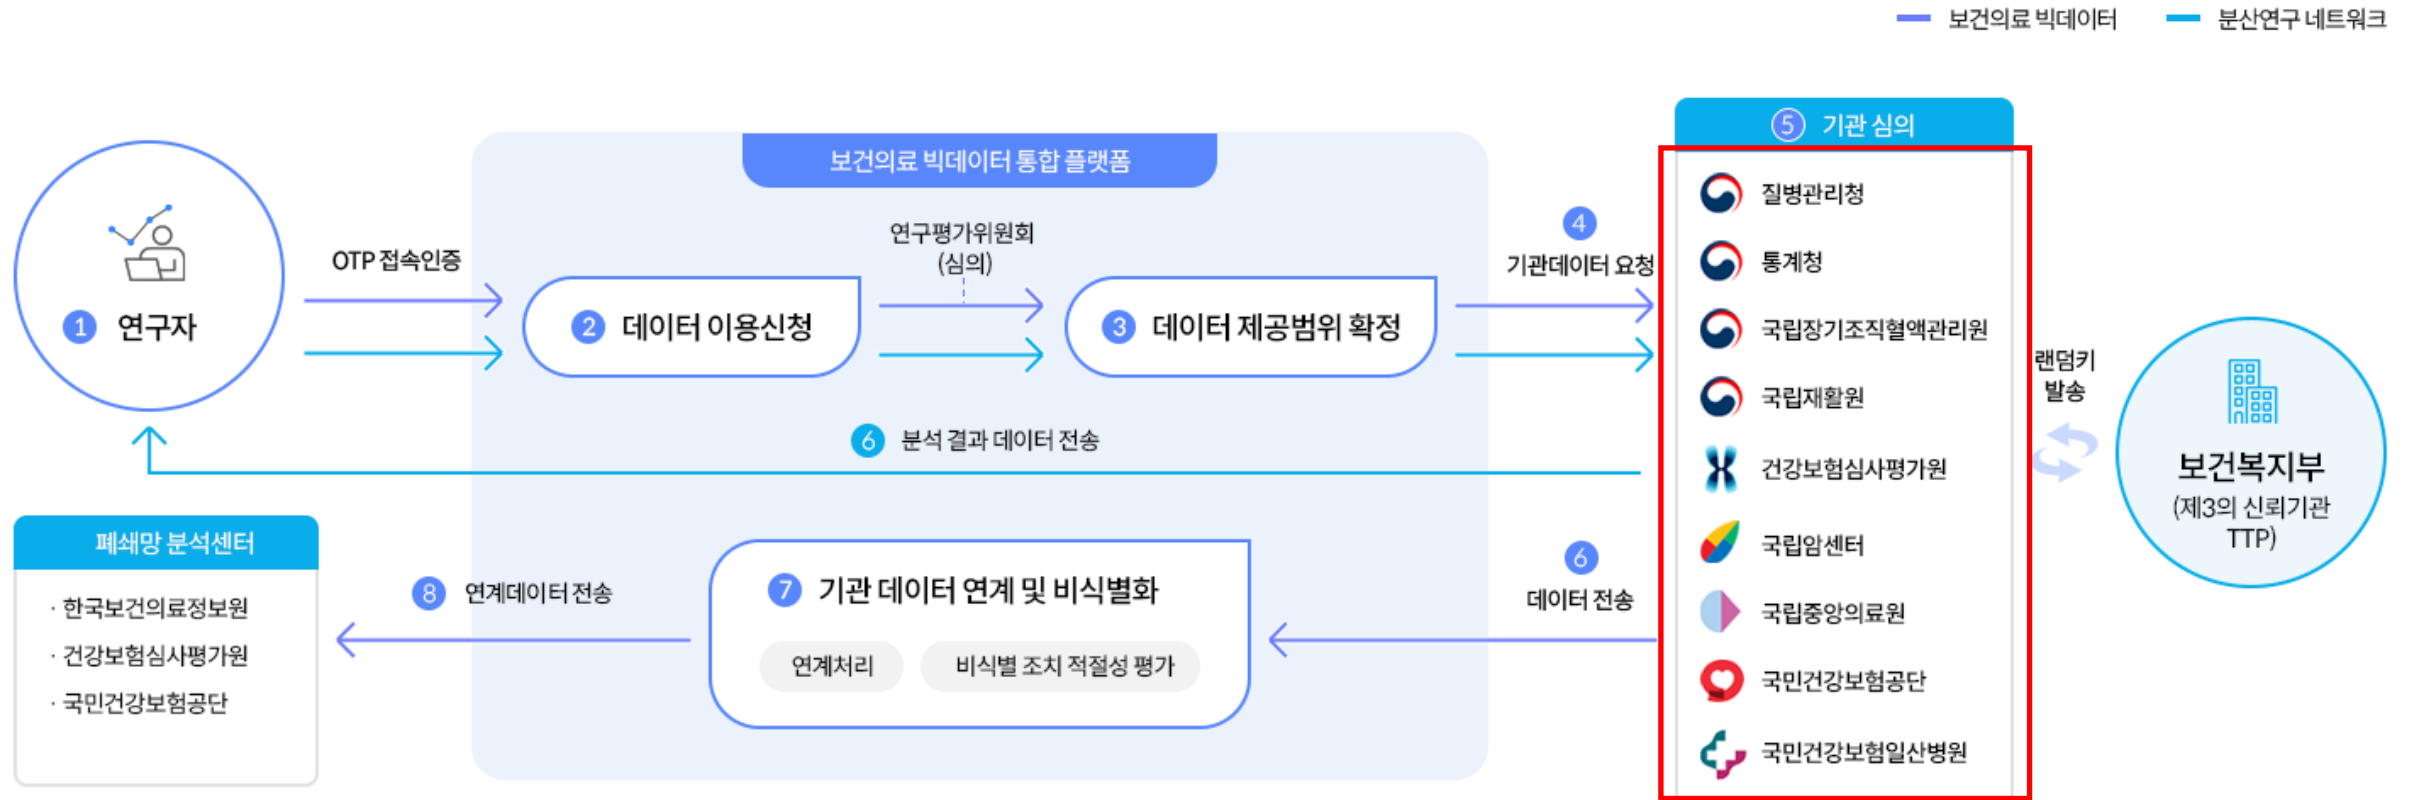 보건의료 빅데이터
분산연구 네트워크
보건의료 빅데이터 통합 플랫폼
1 연구자
OTP 접속인증
2 데이터 이용신청
연구평가위원회
(심의)
3 데이터 제공범위 확정
4
기관데이터 요청
5 기관 심의
질병관리청
통계청
국립장기조직혈액관리원
국립재활원
건강보험심사평가원
국립암센터
국립중앙의료원
국민건강보험공단
국민건강보험일산병원
랜덤키
발송
보건복지부
(제3의 신뢰기관
TTP)
6 분석 결과 데이터 전송
6
데이터 전송
7 기관 데이터 연계 및 비식별화
연계처리
비식별 조치 적절성 평가
8 연계데이터 전송
폐쇄망 분석센터
· 한국보건의료정보원
· 건강보험심사평가원
· 국민건강보험공단